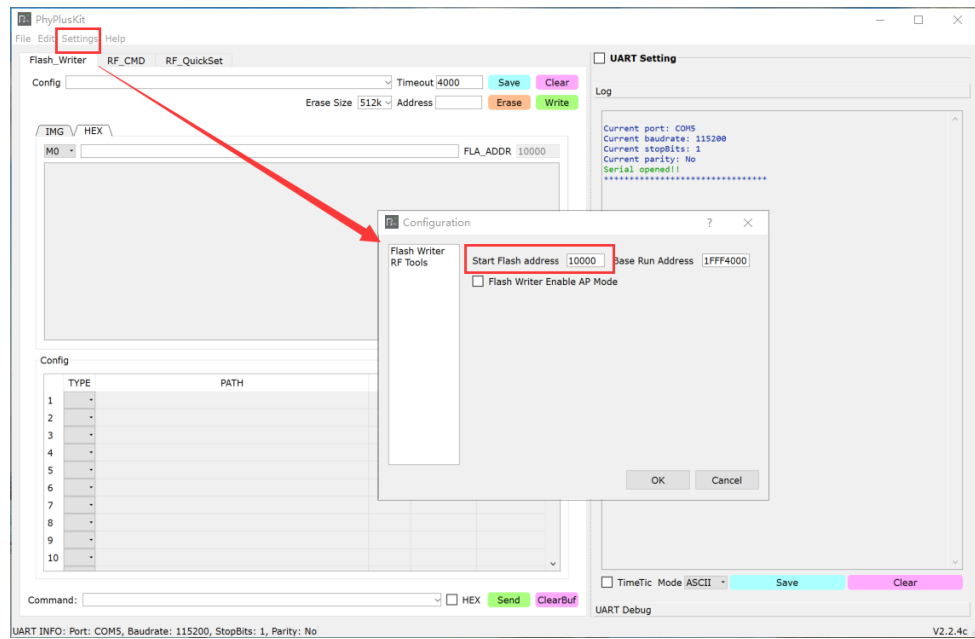 PhyPlusKit
File Edit Settings Help
Flash_Writer RF_CMD RF_QuickSet
Config Timeout 4000 Save Clear
Erase Size 512k Address Erase Write
IMG HEX
M0 FLA_ADDR 10000
Config
TYPE PATH
1
2
3
4
5
6
7
8
9
10
Command: HEX Send ClearBuf
UART Setting
Log
Current port: COM5
Current baudrate: 115200
Current stopBits: 1
Current parity: No
Serial opened!!
********************************
Configuration ?
Flash Writer
RF Tools
Start Flash address 10000 Base Run Address 1FFF4000
Flash Writer Enable AP Mode
OK Cancel
TimeTic Mode ASCII Save Clear
UART Debug
UART INFO: Port: COM5, Baudrate: 115200, StopBits: 1, Parity: No V2.2.4c